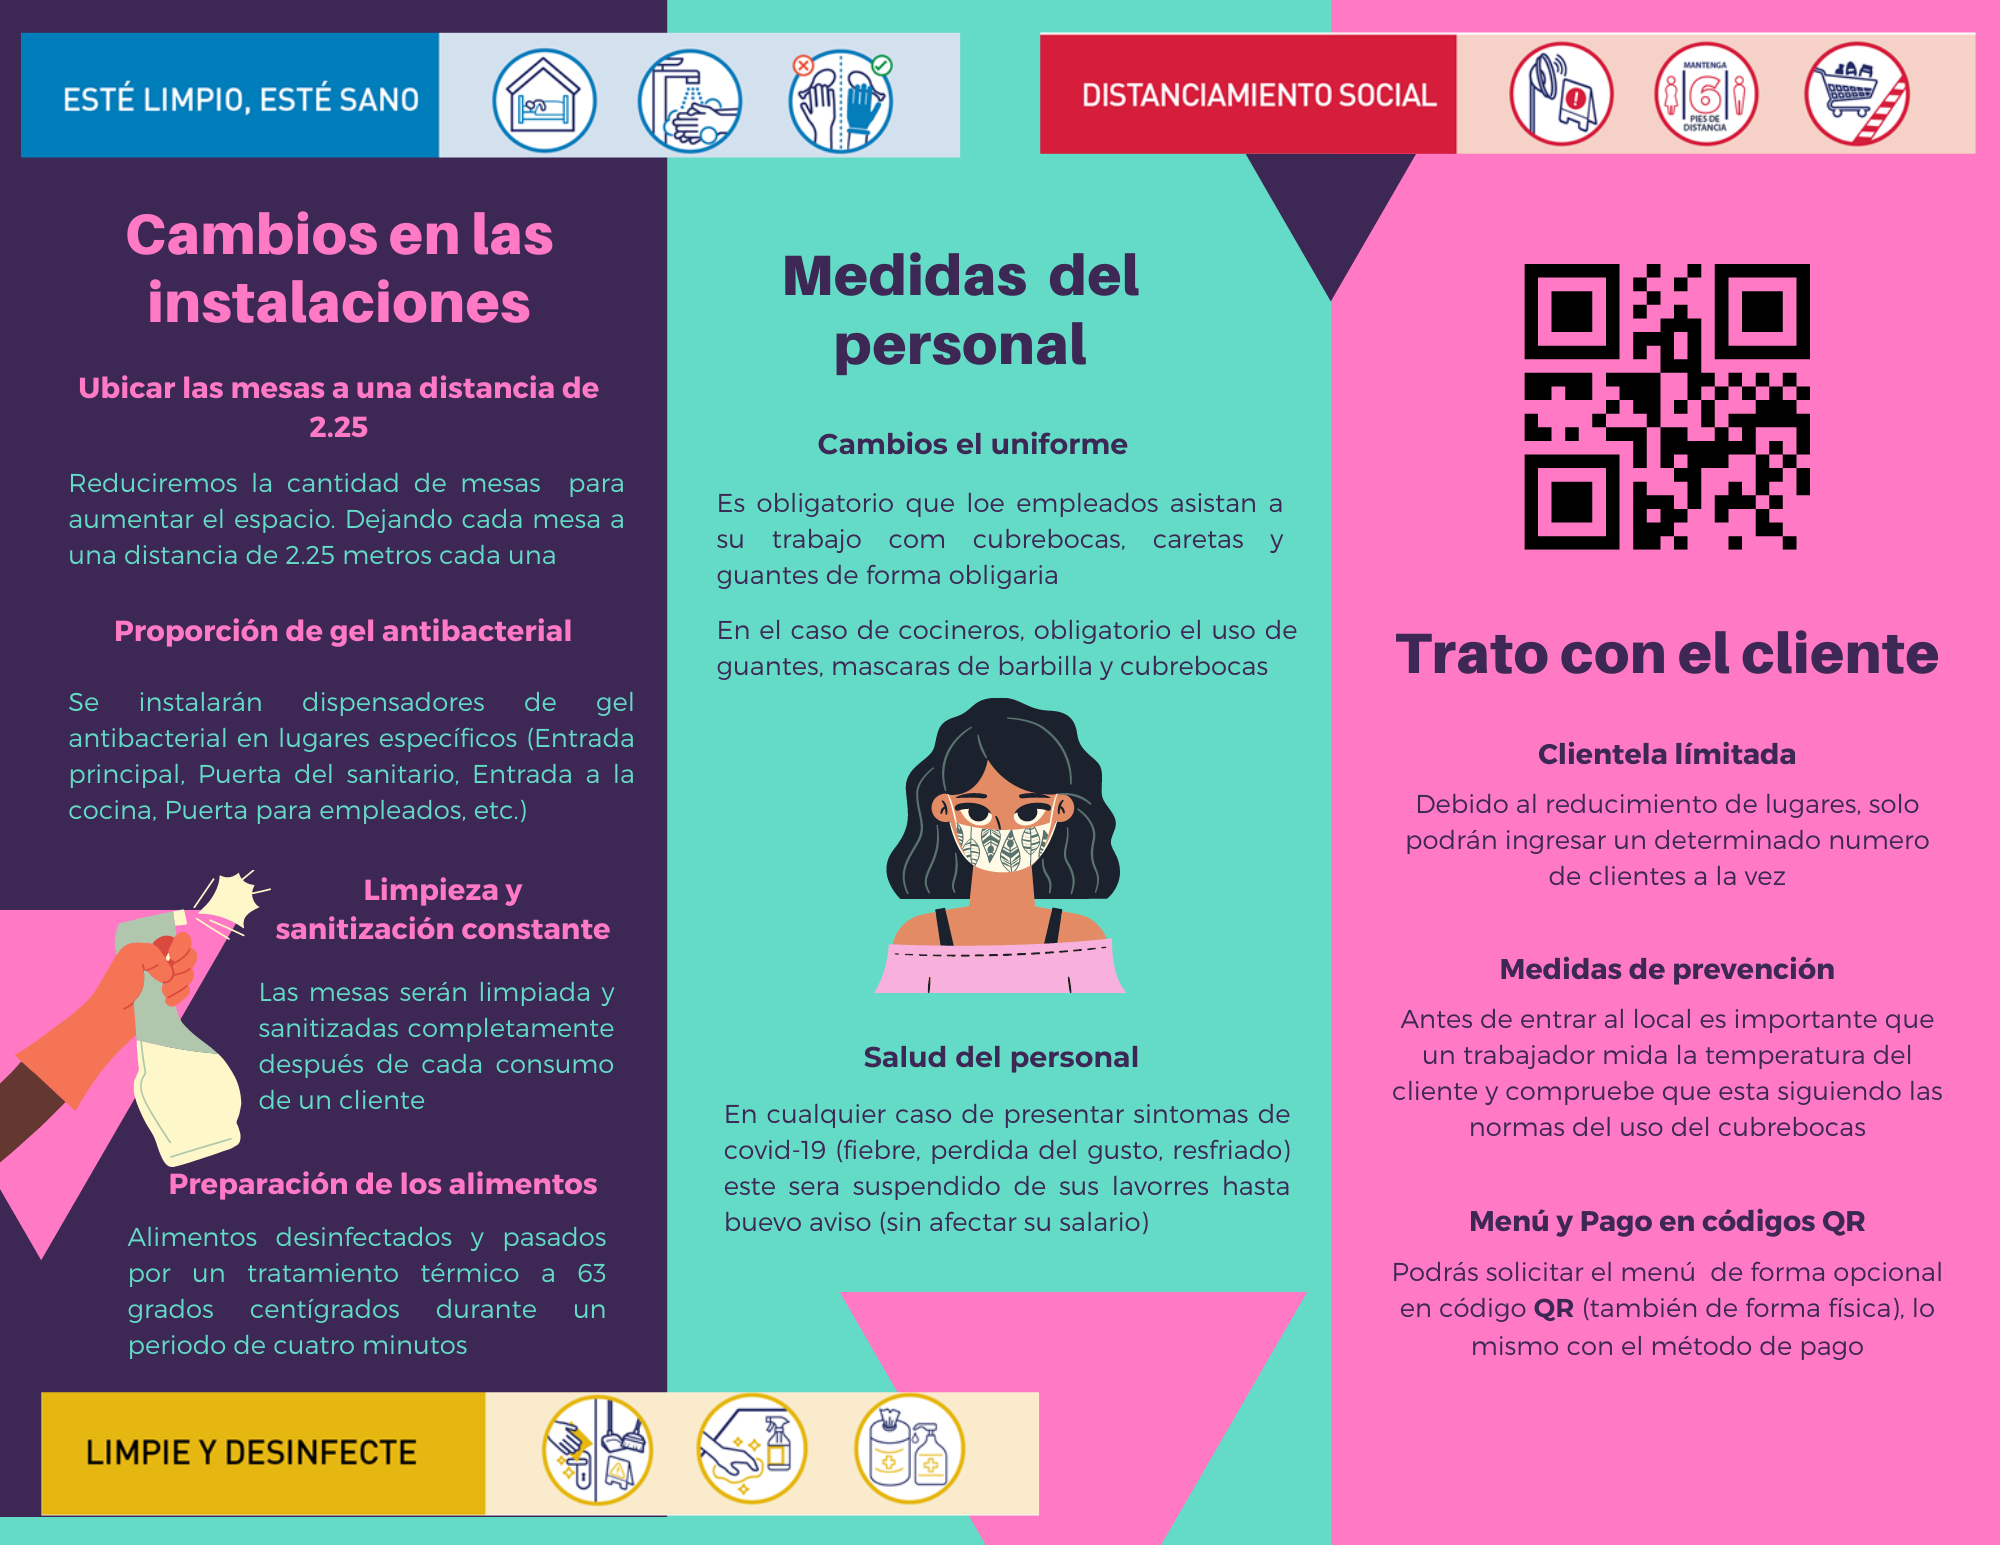 ESTÉ LIMPIO, ESTÉ SANO
Cambios en las
instalaciones
Ubicar las mesas a una distancia de
2.25
Reduciremos la cantidad de mesas para
aumentar el espacio. Dejando cada mesa a
una distancia de 2.25 metros cada una
Proporción de gel antibacterial
Se instalarán dispensadores de gel
antibacterial en lugares específicos (Entrada
principal, Puerta del sanitario, Entrada a la
cocina, Puerta para empleados, etc.)
Limpieza y
sanitización constante
Las mesas serán limpiada y
sanitizadas completamente
después de cada consumo
de un cliente
Preparación de los alimentos
Alimentos desinfectados y pasados
por un tratamiento térmico a 63
grados centígrados durante un
periodo de cuatro minutos
LIMPIE Y DESINFECTE
Medidas del
personal
Cambios el uniforme
Es obligatorio que loe empleados asistan a
su trabajo com cubrebocas, caretas y
guantes de forma obligaria
En el caso de cocineros, obligatorio el uso de
guantes, mascaras de barbilla y cubrebocas
Salud del personal
En cualquier caso de presentar sintomas de
covid-19 (fiebre, perdida del gusto, resfriado)
este sera suspendido de sus lavorres hasta
buevo aviso (sin afectar su salario)
DISTANCIAMIENTO SOCIAL
MANTENGA
6
PIES DE
DISTANCIA
Trato con el cliente
Clientela límitada
Debido al reducimiento de lugares, solo
podrán ingresar un determinado numero
de clientes a la vez
Medidas de prevención
Antes de entrar al local es importante que
un trabajador mida la temperatura del
cliente y compruebe que esta siguiendo las
normas del uso del cubrebocas
Menú y Pago en códigos QR
Podrás solicitar el menú de forma opcional
en código QR (también de forma física), lo
mismo con el método de pago